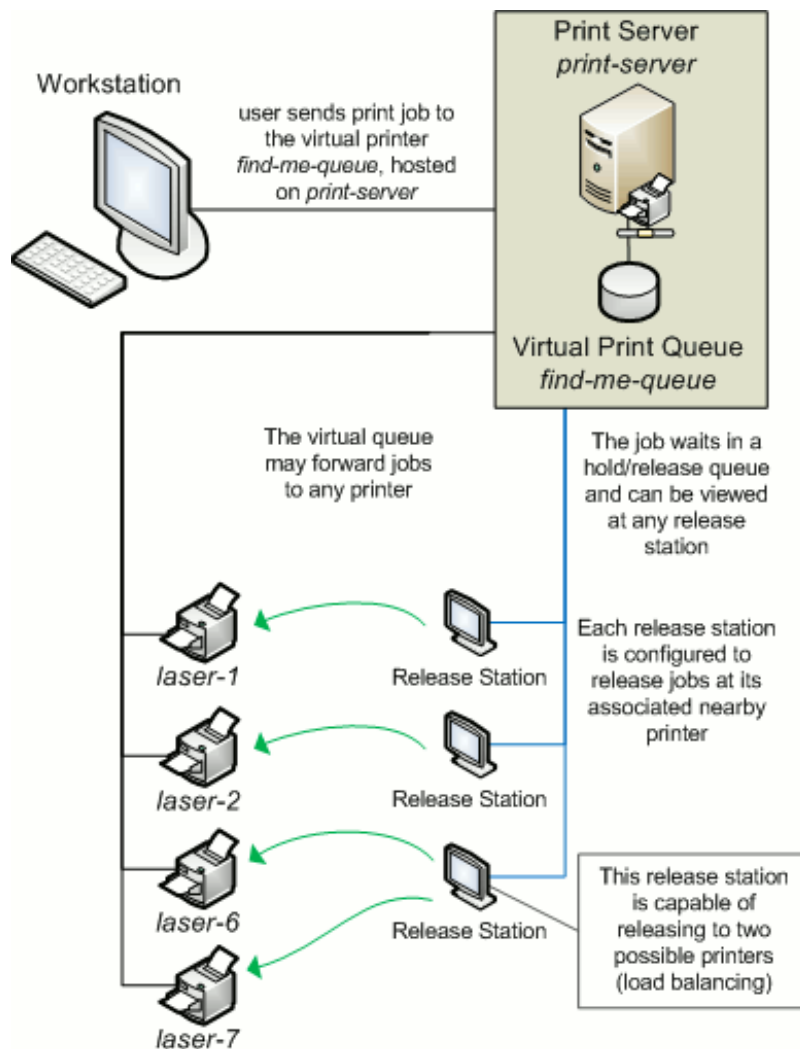 Print Server
print-server
Workstation
user sends print job to
the virtual printer
find-me-queue, hosted
on print-server
Virtual Print Queue
find-me-queue
The virtual queue
may forward jobs
to any printer
The job waits in a
hold/release queue
and can be viewed
at any release
station
laser-1
Release Station
Each release station
is configured to
release jobs at its
associated nearby
printer
laser-2
Release Station
laser-6
Release Station
This release station
is capable of
releasing to two
possible printers
(load balancing)
laser-7